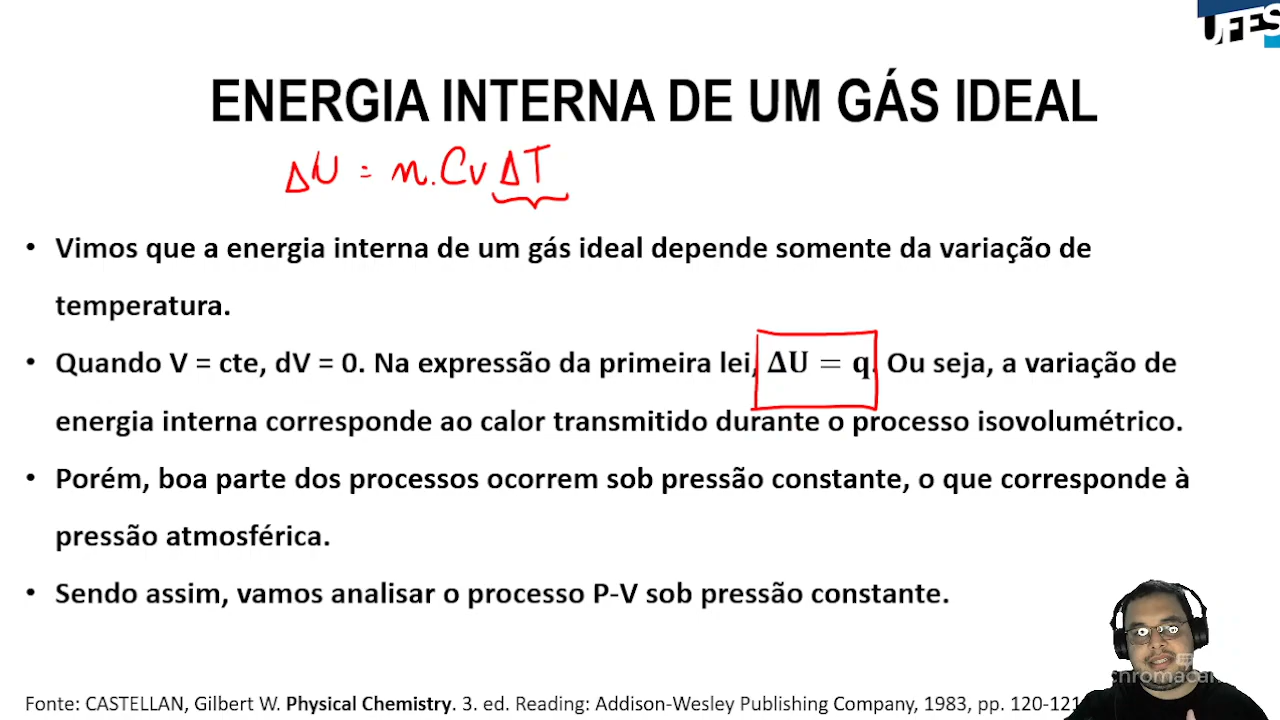 UFES
ENERGIA INTERNA DE UM GÁS IDEAL
ΔU = n.Cv ΔT
• Vimos que a energia interna de um gás ideal depende somente da variação de
temperatura.
• Quando V = cte, dV = 0. Na expressão da primeira lei, ΔU = q. Ou seja, a variação de
energia interna corresponde ao calor transmitido durante o processo isovolumétrico.
• Porém, boa parte dos processos ocorrem sob pressão constante, o que corresponde à
pressão atmosférica.
• Sendo assim, vamos analisar o processo P-V sob pressão constante.
Fonte: CASTELLAN, Gilbert W. Physical Chemistry. 3. ed. Reading: Addison-Wesley Publishing Company, 1983, pp. 120-121